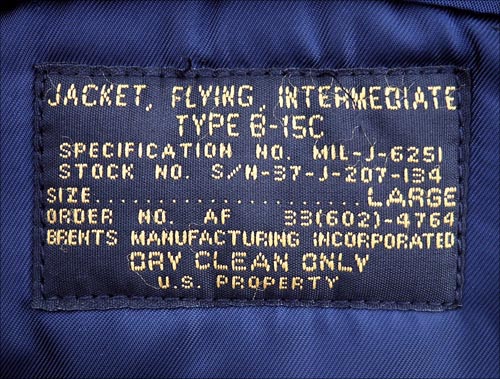 JACKET, FLYING, INTERMEDIATE
TYPE B-15C
SPECIFICATION NO. MIL-J-6251
STOCK NO. S/N-37-J-207-134
SIZE..............................LARGE
ORDER NO. AF 33(602)-4764
BRENTS MANUFACTURING INCORPORATED
DRY CLEAN ONLY
U.S. PROPERTY